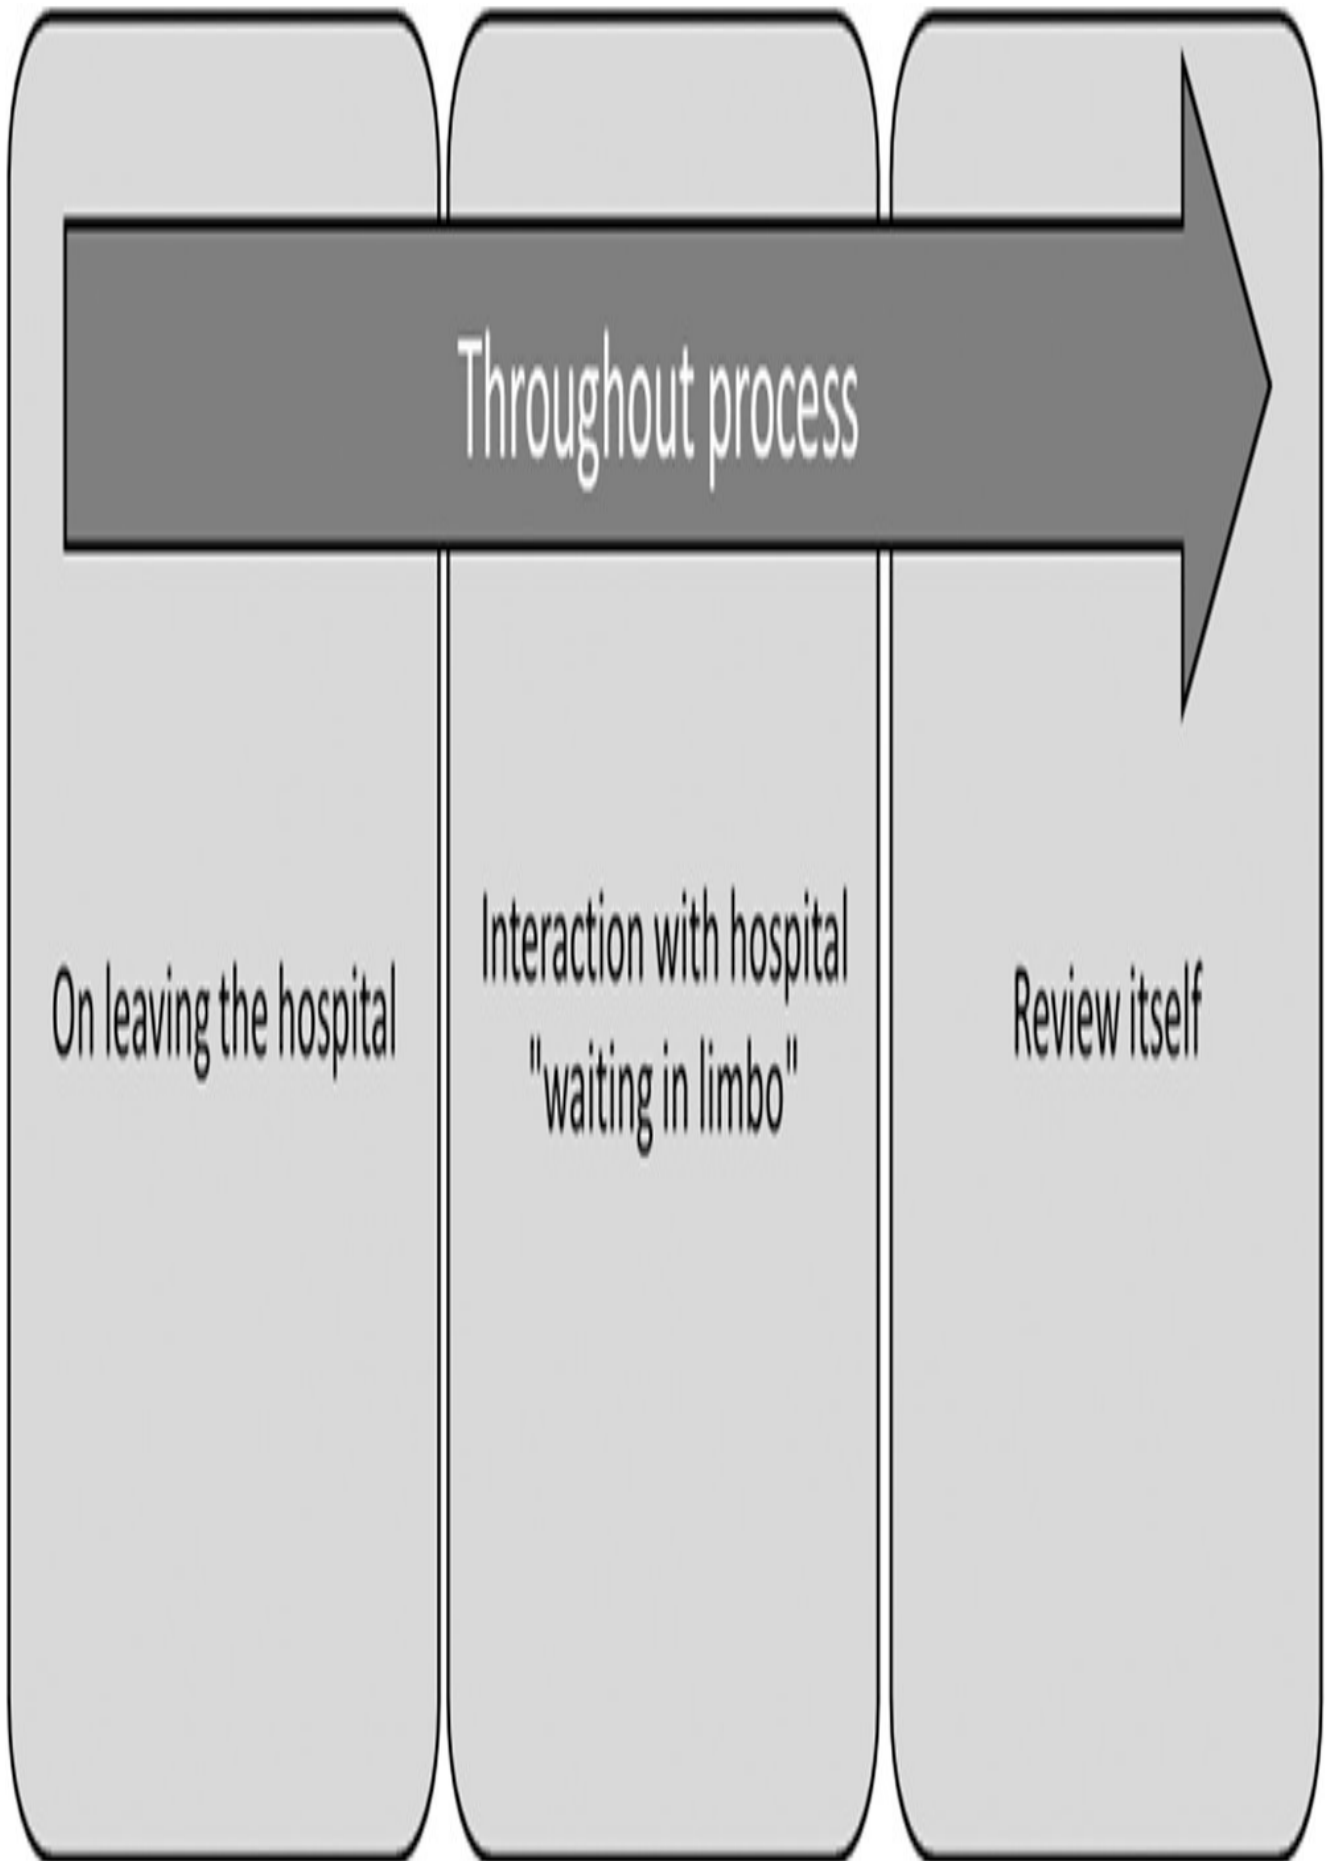 Throughout process
On leaving the hospital
Interaction with hospital
"waiting in limbo"
Review itself